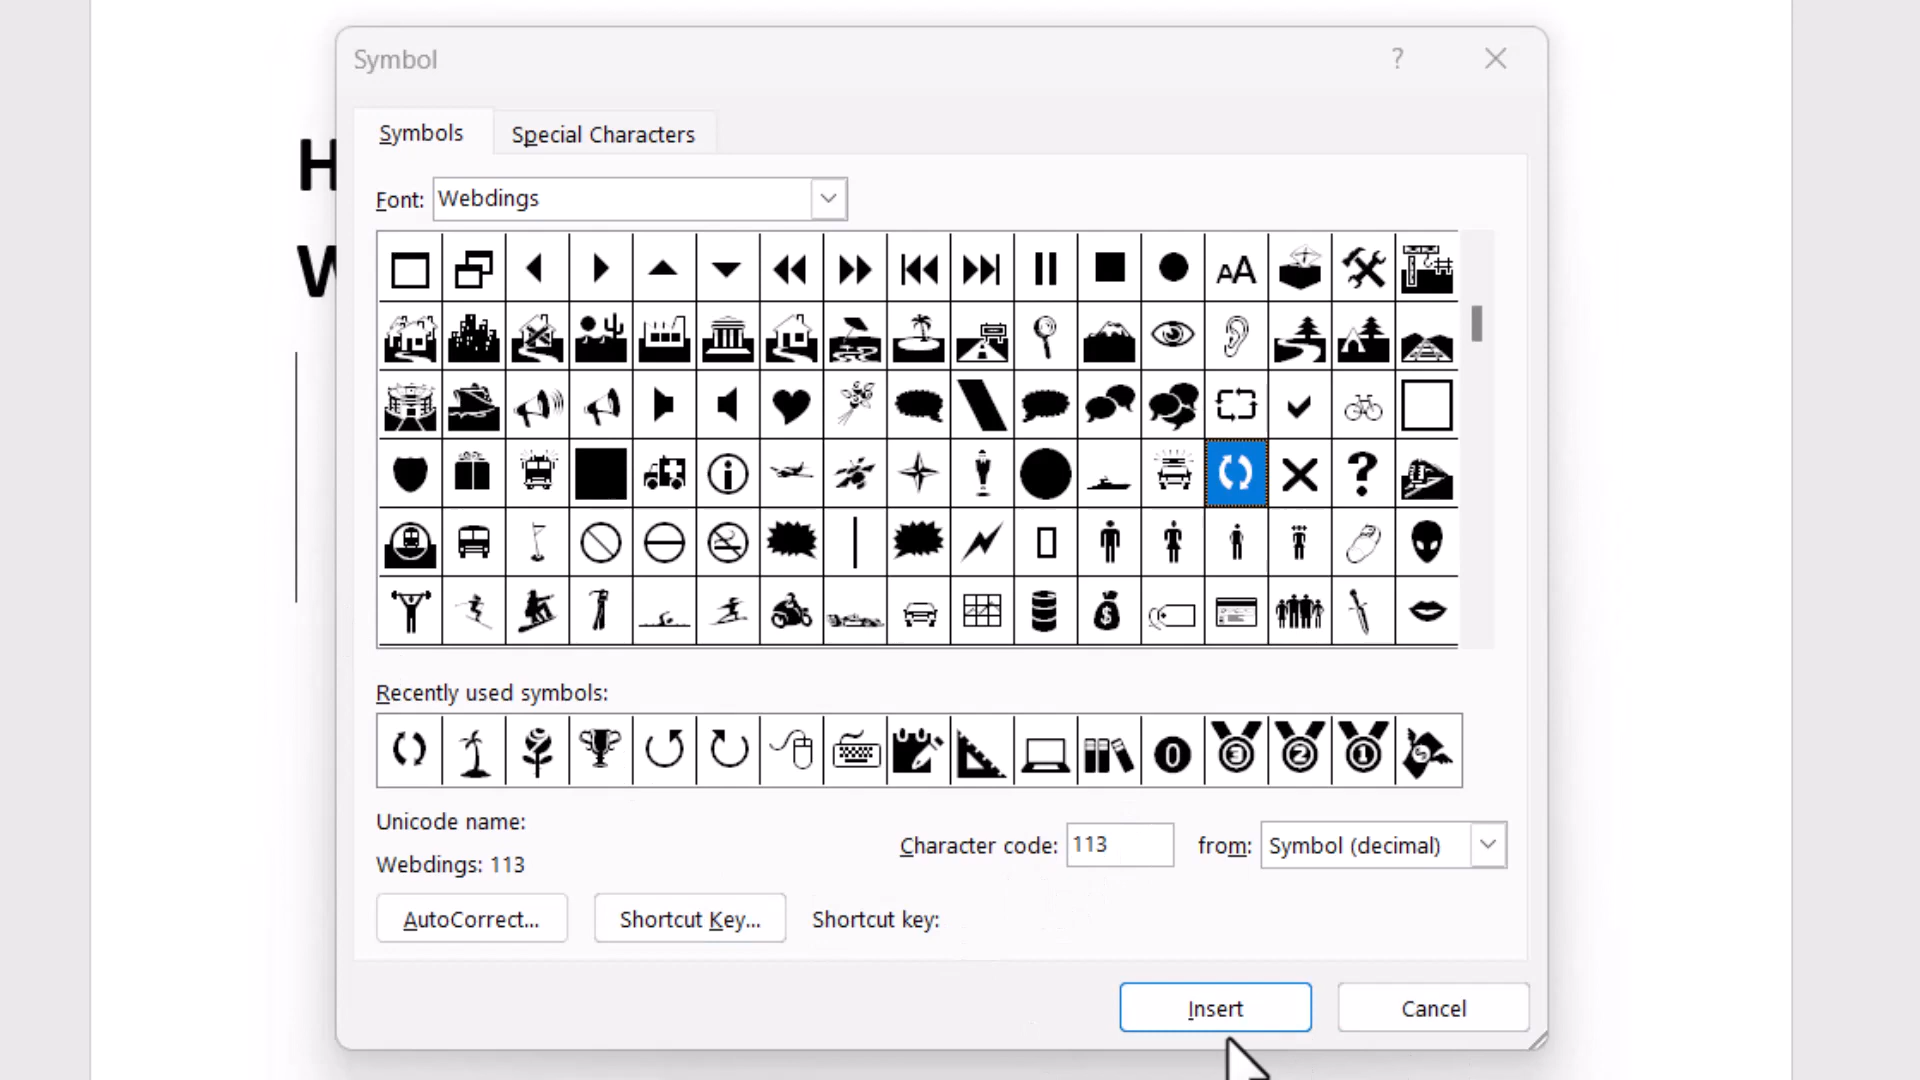 Symbol
?
Symbols
Special Characters
H
Font: Webdings
W
Recently used symbols:
Unicode name:
Webdings: 113
Character code: 113 from: Symbol (decimal)
AutoCorrect... Shortcut Key... Shortcut key:
Insert Cancel